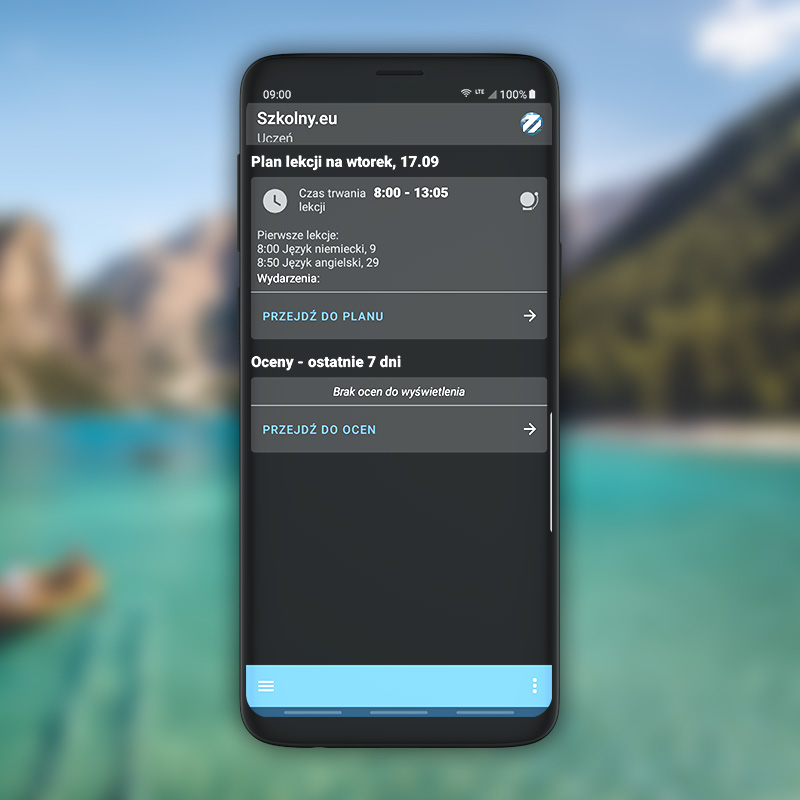 09:00 LTE 100%
Szkolny.eu
Uczeń
Plan lekcji na wtorek, 17.09
Czas trwania 8:00 - 13:05
lekcji
Pierwsze lekcje:
8:00 Język niemiecki, 9
8:50 Język angielski, 29
Wydarzenia:
PRZEJDŹ DO PLANU
Oceny - ostatnie 7 dni
Brak ocen do wyświetlenia
PRZEJDŹ DO OCEN